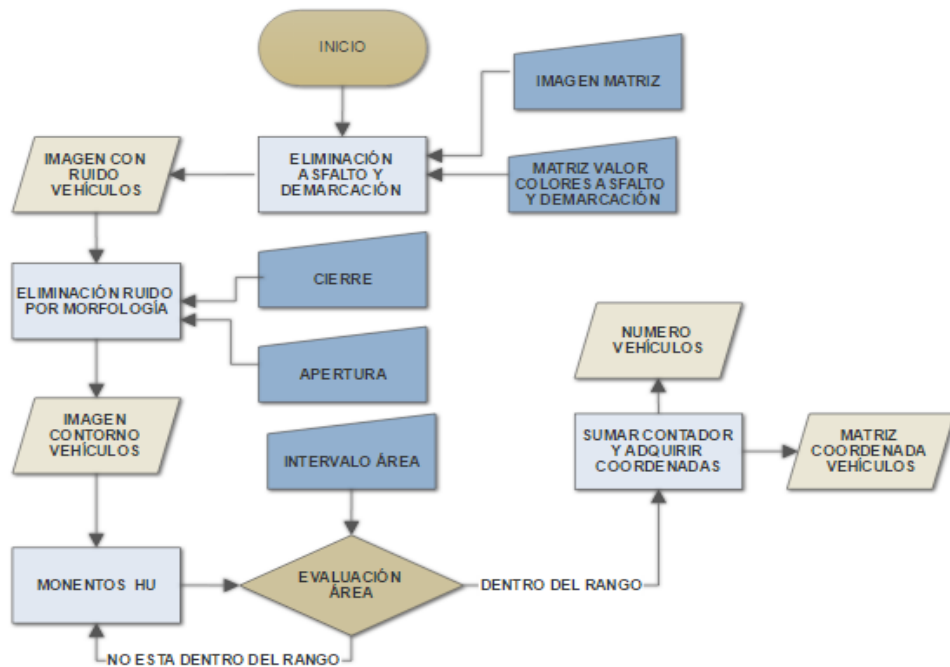 INICIO
IMAGEN MATRIZ
IMAGEN CON
RUIDO
VEHÍCULOS
ELIMINACIÓN
ASFALTO Y
DEMARCACIÓN
MATRIZ VALOR
COLORES ASFALTO
Y DEMARCACIÓN
ELIMINACIÓN RUIDO
POR MORFOLOGÍA
CIERRE
APERTURA
NUMERO
VEHÍCULOS
IMAGEN
CONTORNO
VEHÍCULOS
INTERVALO ÁREA
SUMAR CONTADOR
Y ADQUIRIR
COORDENADAS
MATRIZ
COORDENADA
VEHÍCULOS
MONENTOS HU
EVALUACIÓN
ÁREA
DENTRO DEL RANGO
NO ESTA DENTRO DEL RANGO